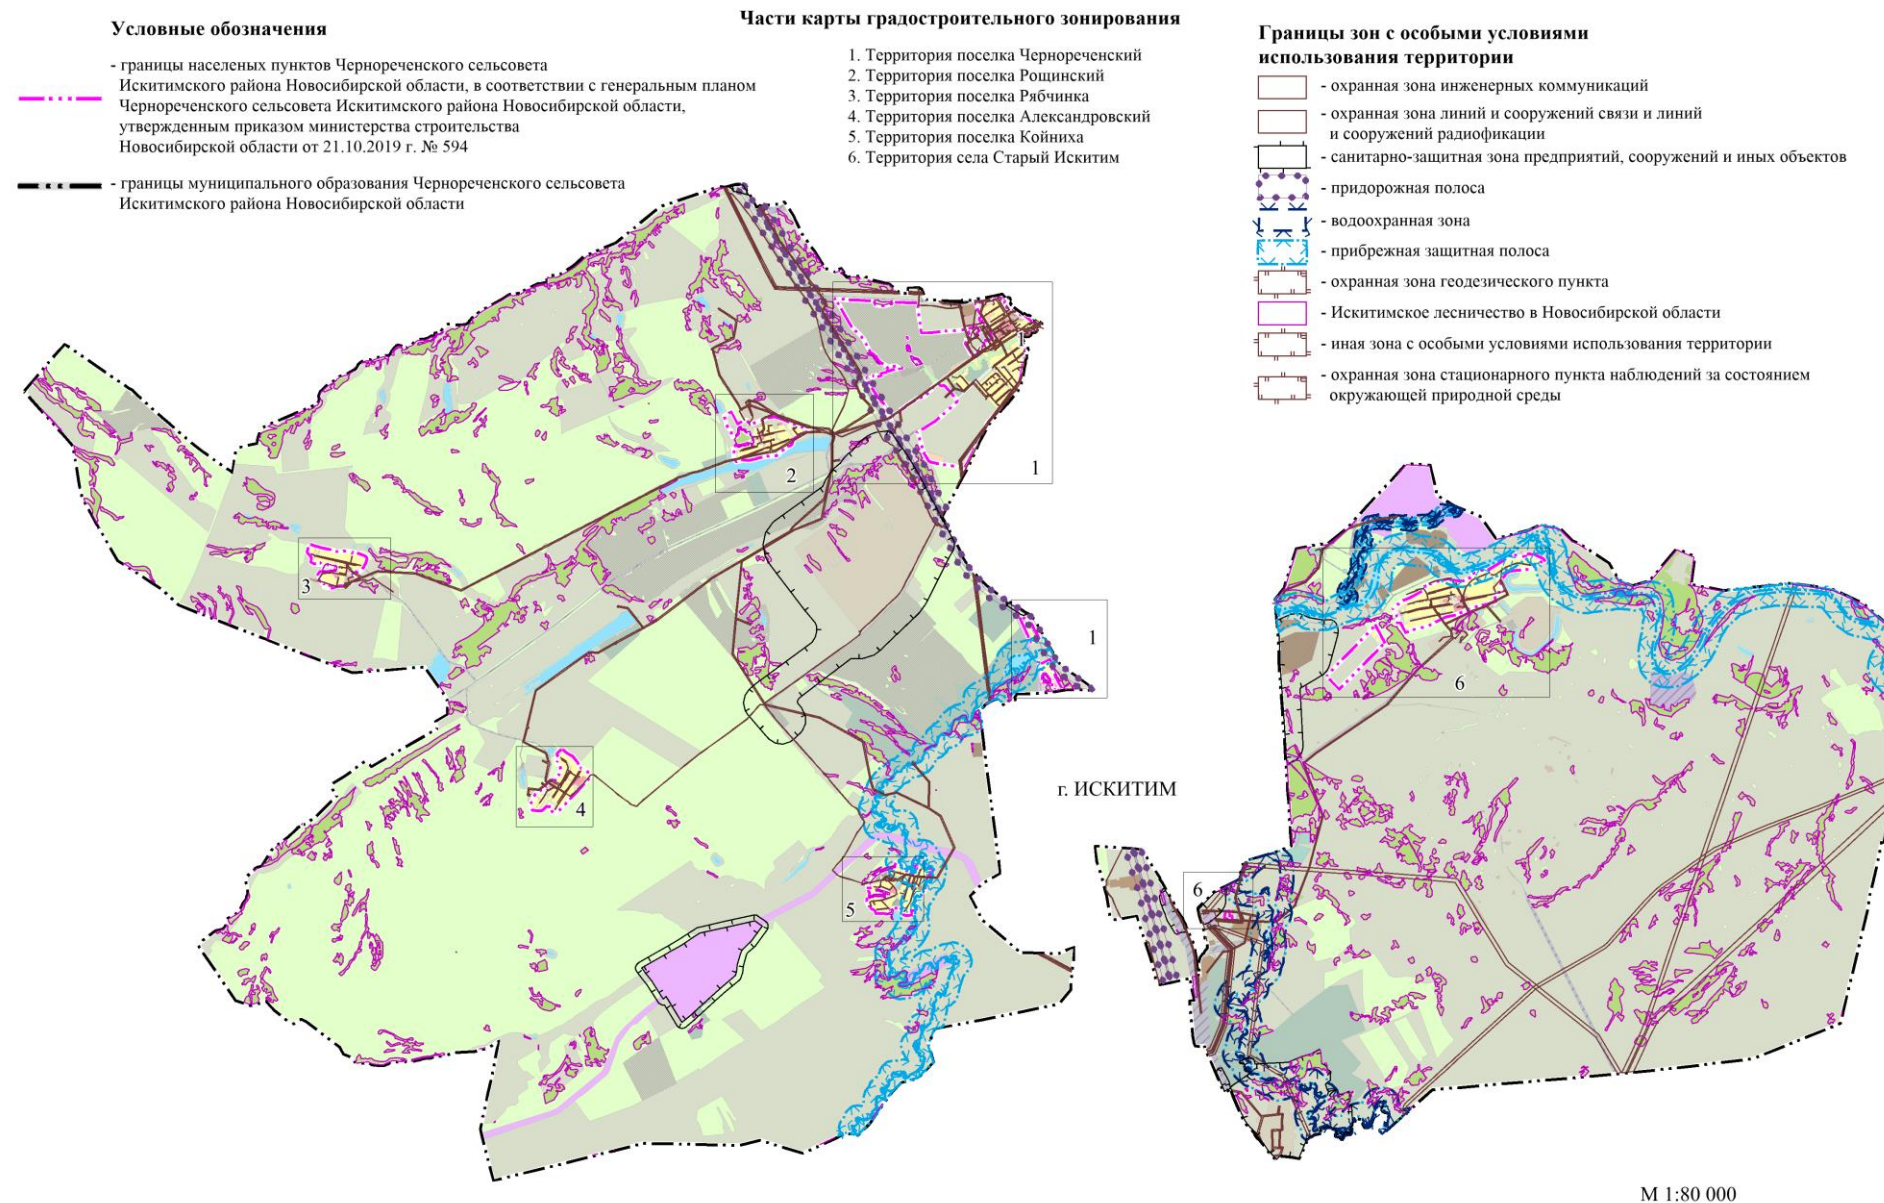 Условные обозначения
- границы населеных пунктов Чернореченского сельсовета
Искитимского района Новосибирской области, в соответствии с генеральным планом
Чернореченского сельсовета Искитимского района Новосибирской области,
утвержденным приказом министерства строительства
Новосибирской области от 21.10.2019 г. № 594
- границы муниципального образования Чернореченского сельсовета
Искитимского района Новосибирской области
Части карты градостроительного зонирования
1. Территория поселка Чернореченский
2. Территория поселка Рощинский
3. Территория поселка Рябчинка
4. Территория поселка Александровский
5. Территория поселка Койниха
6. Территория села Старый Искитим
Границы зон с особыми условиями
использования территории
- охранная зона инженерных коммуникаций
- охранная зона линий и сооружений связи и линий
и сооружений радиофикации
- санитарно-защитная зона предприятий, сооружений и иных объектов
- придорожная полоса
- водоохранная зона
- прибрежная защитная полоса
- охранная зона геодезического пункта
- Искитимское лесничество в Новосибирской области
- иная зона с особыми условиями использования территории
- охранная зона стационарного пункта наблюдений за состоянием
окружающей природной среды
1
2
3
1
6
4
г. ИСКИТИМ
5
6
М 1:80 000